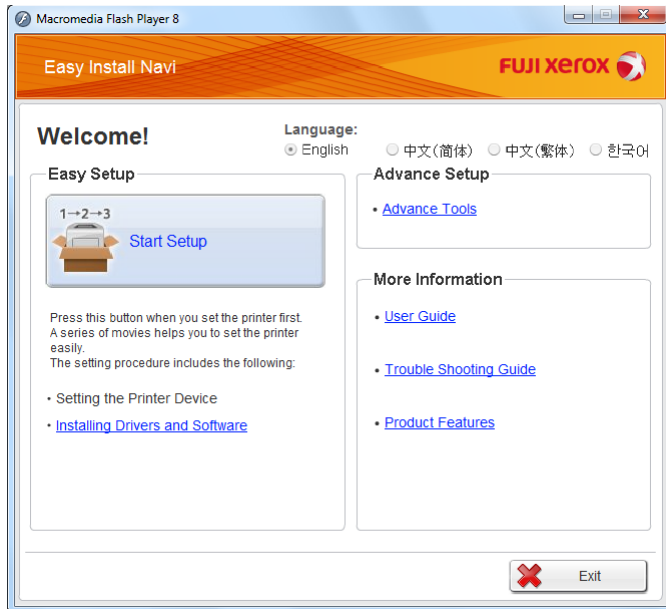 Macromedia Flash Player 8
Easy Install Navi
FUJI xerox
Welcome!
Language:
English
中文(简体)
中文(繁体)
한국어
Easy Setup
1→2→3
Start Setup
Press this button when you set the printer first.
A series of movies helps you to set the printer
easily.
The setting procedure includes the following:
• Setting the Printer Device
• Installing Drivers and Software
Advance Setup
• Advance Tools
More Information
• User Guide
• Trouble Shooting Guide
• Product Features
Exit